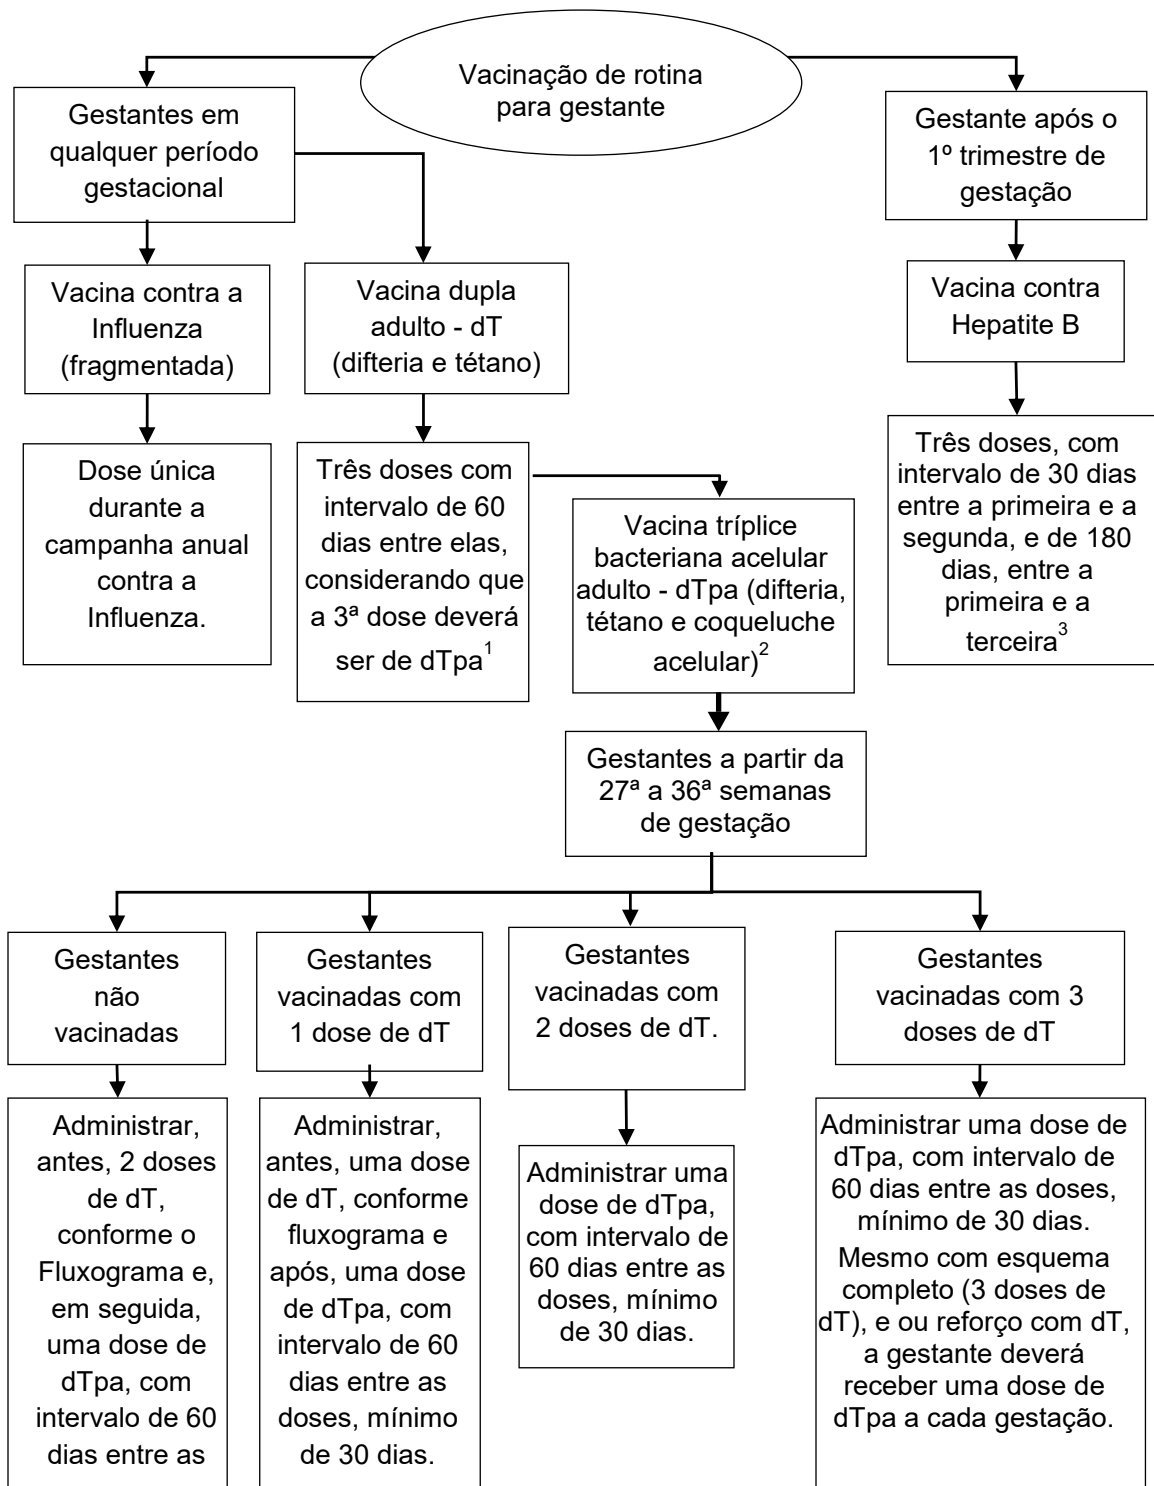 Vacinação de rotina
para gestante
Gestantes em
qualquer período
gestacional
Gestante após o
1º trimestre de
gestação
Vacina contra a
Influenza
(fragmentada)
Vacina dupla
adulto - dT
(difteria e tétano)
Vacina contra
Hepatite B
Dose única
durante a
campanha anual
contra a
Influenza.
Três doses com
intervalo de 60
dias entre elas,
considerando que
a 3ª dose deverá
ser de dTpa¹
Vacina tríplice
bacteriana acelular
adulto - dTpa (difteria,
tétano e coqueluche
acelular)²
Três doses, com
intervalo de 30 dias
entre a primeira e a
segunda, e de 180
dias, entre a
primeira e a
terceira³
Gestantes a partir da
27ª a 36ª semanas
de gestação
Gestantes
não
vacinadas
Gestantes
vacinadas com
1 dose de dT
Gestantes
vacinadas com
2 doses de dT.
Gestantes
vacinadas com 3
doses de dT
Administrar,
antes, 2 doses
de dT,
conforme o
Fluxograma e,
em seguida,
uma dose de
dTpa, com
intervalo de 60
dias entre as
Administrar,
antes, uma dose
de dT, conforme
fluxograma e
após, uma dose
de dTpa, com
intervalo de 60
dias entre as
doses, mínimo
de 30 dias.
Administrar uma
dose de dTpa,
com intervalo de
60 dias entre as
doses, mínimo
de 30 dias.
Administrar uma dose de
dTpa, com intervalo de
60 dias entre as doses,
mínimo de 30 dias.
Mesmo com esquema
completo (3 doses de
dT), e ou reforço com dT,
a gestante deverá
receber uma dose de
dTpa a cada gestação.